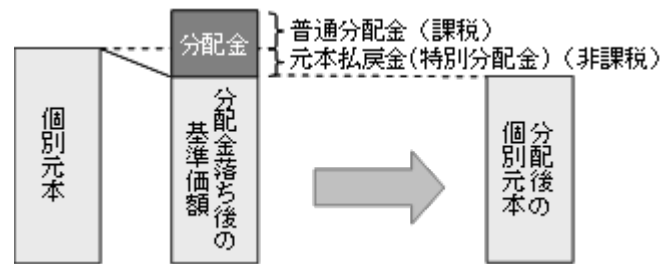 分配金
普通分配金（課税）
元本払戻金(特別分配金)（非課税）
個別元本
分配金落ち後の
基準価額
分配後の
個別元本